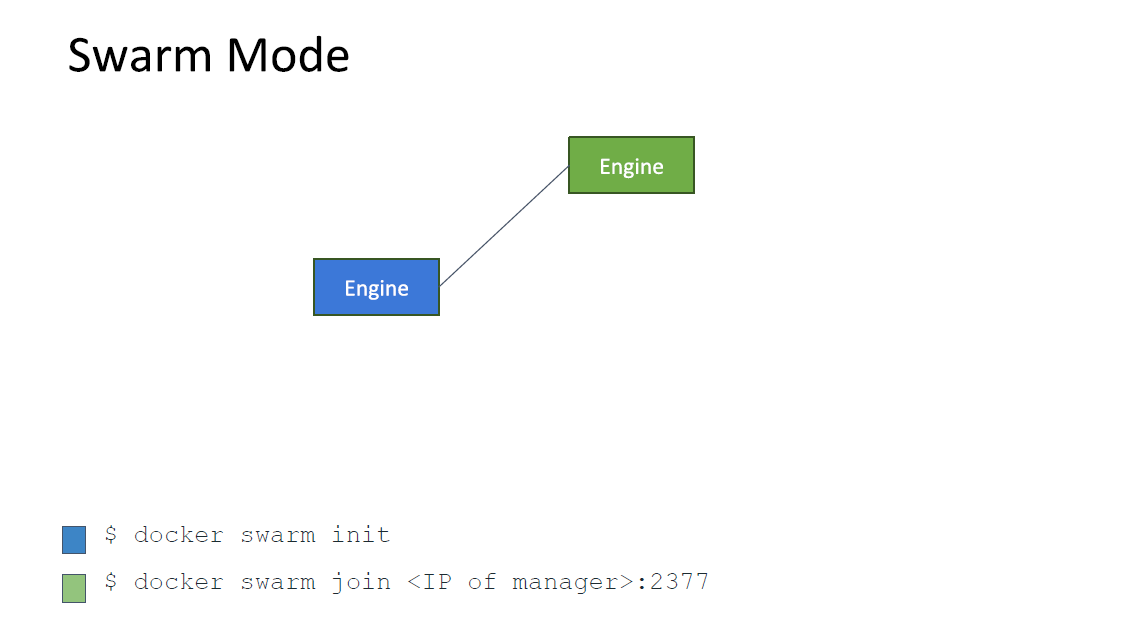 Swarm Mode
Engine
Engine
$ docker swarm init
$ docker swarm join <IP of manager>:2377